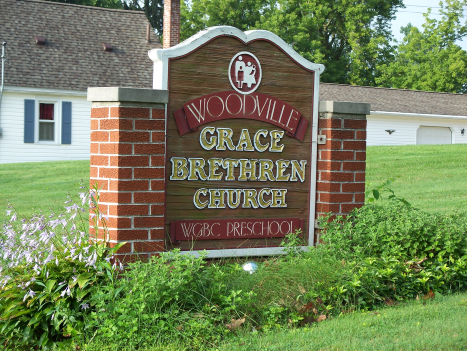 WOODVILLE
GRACE
BRETHREN
CHURCH
WGBC PRESCHOOL